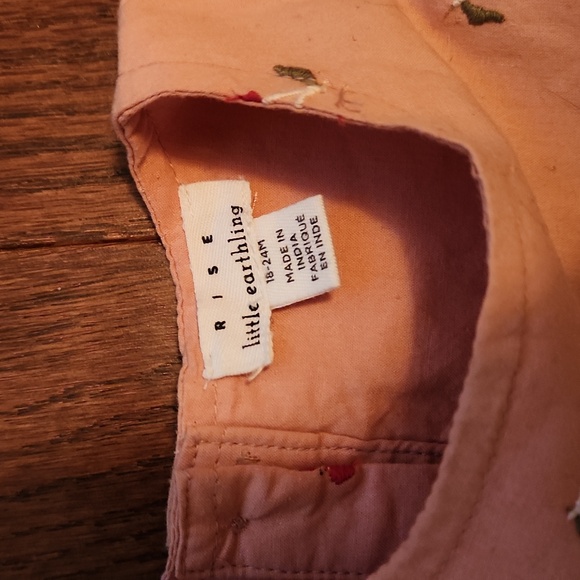 RISE
little earthling
18-24M
MADE IN
INDIA
FABRIQUÉ
EN INDE